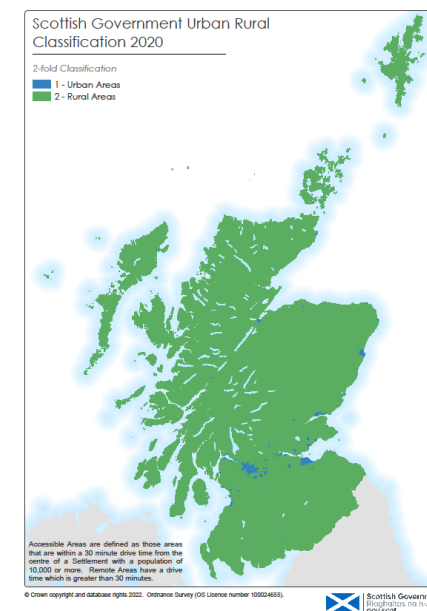 Scottish Government Urban Rural
Classification 2020
2-fold Classification
1 - Urban Areas
2 - Rural Areas
Accessible Areas are defined as those areas
that are within a 30 minute drive time from the
centre of a Settlement with a population of
10,000 or more. Remote Areas have a drive
time which is greater than 30 minutes.
© Crown copyright and database rights 2022. Ordnance Survey (OS Licence number 100024655).
Scottish Govern
Riaghaltas na h-